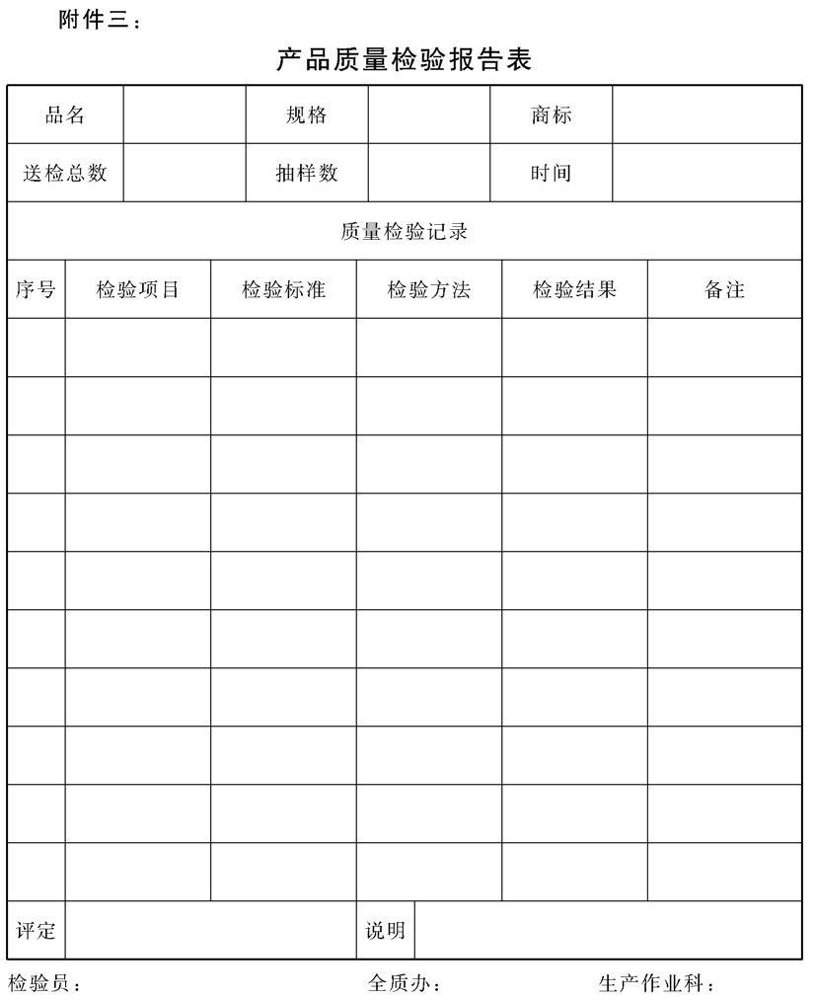 附件三：
产品质量检验报告表
品名 规格 商标
送检总数 抽样数 时间
质量检验记录
序号 检验项目 检验标准 检验方法 检验结果 备注
评定 说明
检验员： 全质办： 生产作业科：